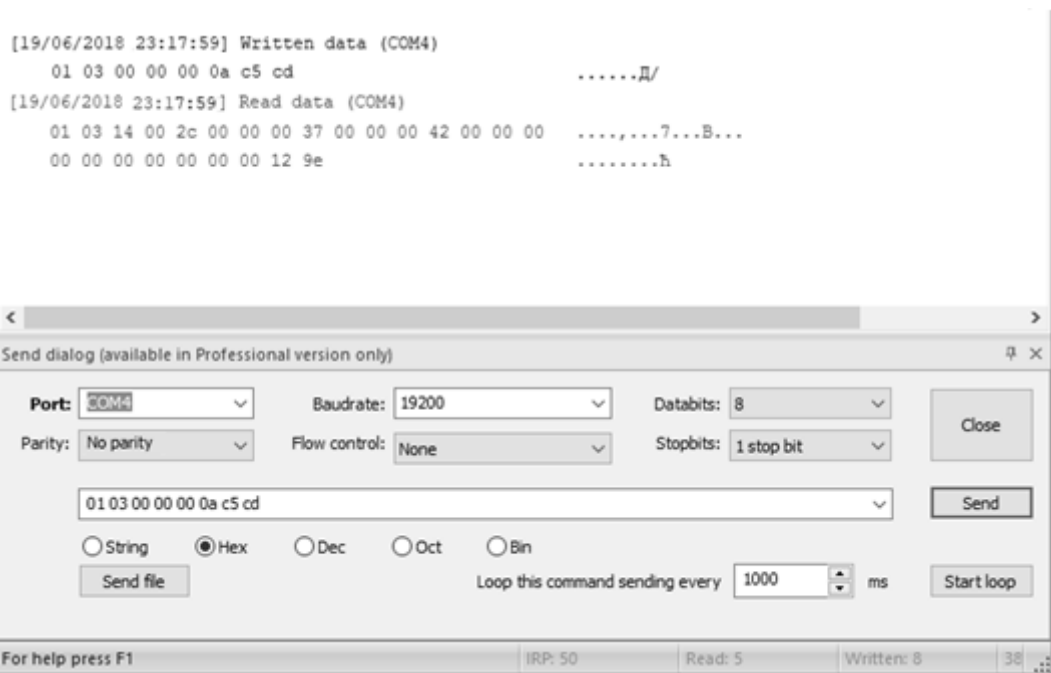 [19/06/2018 23:17:59] Written data (COM4)
01 03 00 00 00 0a c5 cd ......Д/
[19/06/2018 23:17:59] Read data (COM4)
01 03 14 00 2c 00 00 00 37 00 00 00 42 00 00 00 ....,...7...B...
00 00 00 00 00 00 00 12 9e ........ћ
Send dialog (available in Professional version only)
Port: COM4 Baudrate: 19200 Databits: 8 Close
Parity: No parity Flow control: None Stopbits: 1 stop bit
01 03 00 00 00 0a c5 cd Send
String Hex Dec Oct Bin
Send file Loop this command sending every 1000 ms Start loop
For help press F1 IRP: 50 Read: 5 Written: 8 38